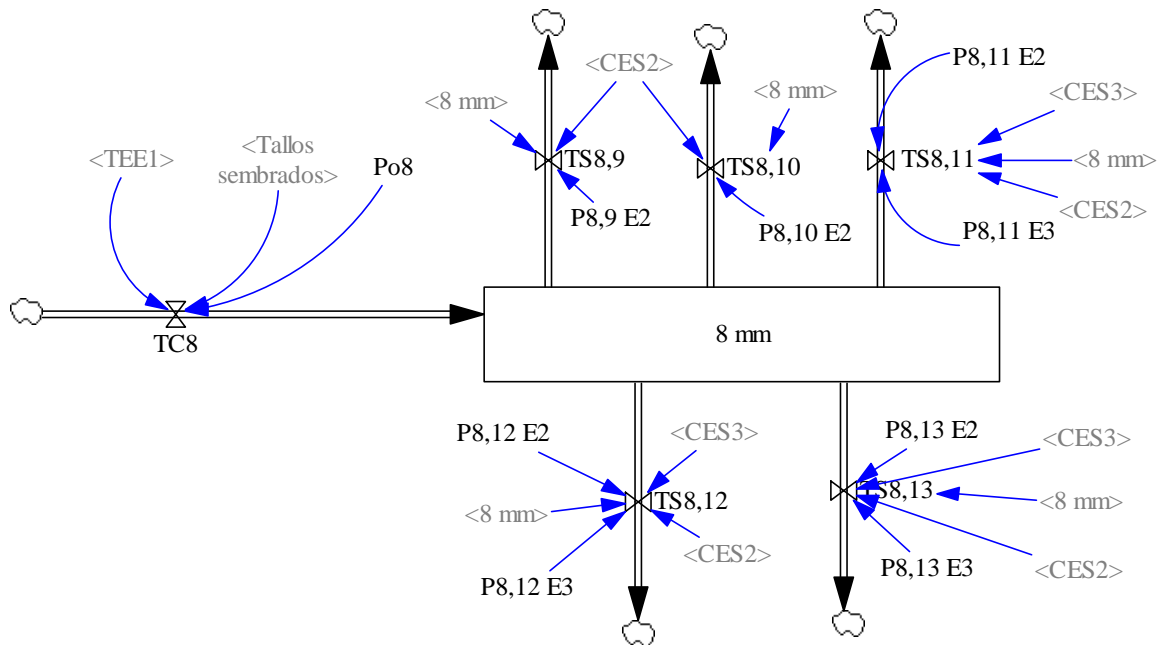 <CES2>
P8,11 E2
<8 mm>
<8 mm>
<CES3>
<TEE1>
<Tallos
sembrados>
Po8
TS8,9
TS8,10
TS8,11
<8 mm>
P8,9 E2
P8,10 E2
<CES2>
P8,11 E3
TC8
8 mm
P8,12 E2
<CES3>
P8,13 E2
<CES3>
<8 mm>
TS8,12
TS8,13
<8 mm>
<CES2>
P8,12 E3
P8,13 E3
<CES2>